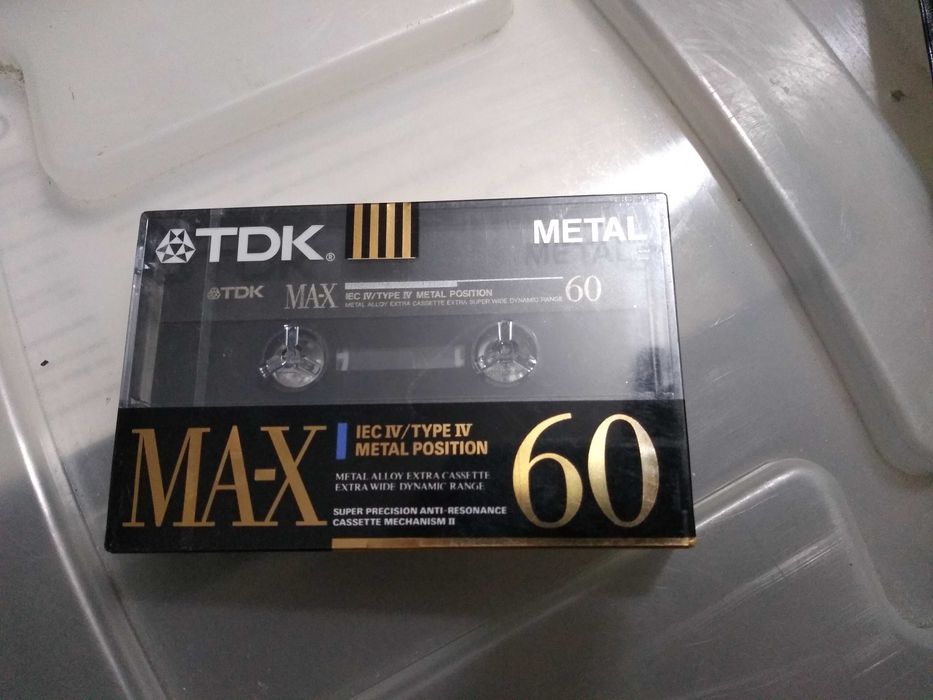 TDK®
METAL
METALE
TDK MA-X IEC IV/TYPE IV METAL POSITION 60
METAL ALLOY EXTRA CASSETTE EXTRA SUPER WIDE DYNAMIC RANGE
MA-X
IEC IV/TYPE IV
METAL POSITION
METAL ALLOY EXTRA CASSETTE
EXTRA WIDE DYNAMIC RANGE
SUPER PRECISION ANTI-RESONANCE
CASSETTE MECHANISM II
60